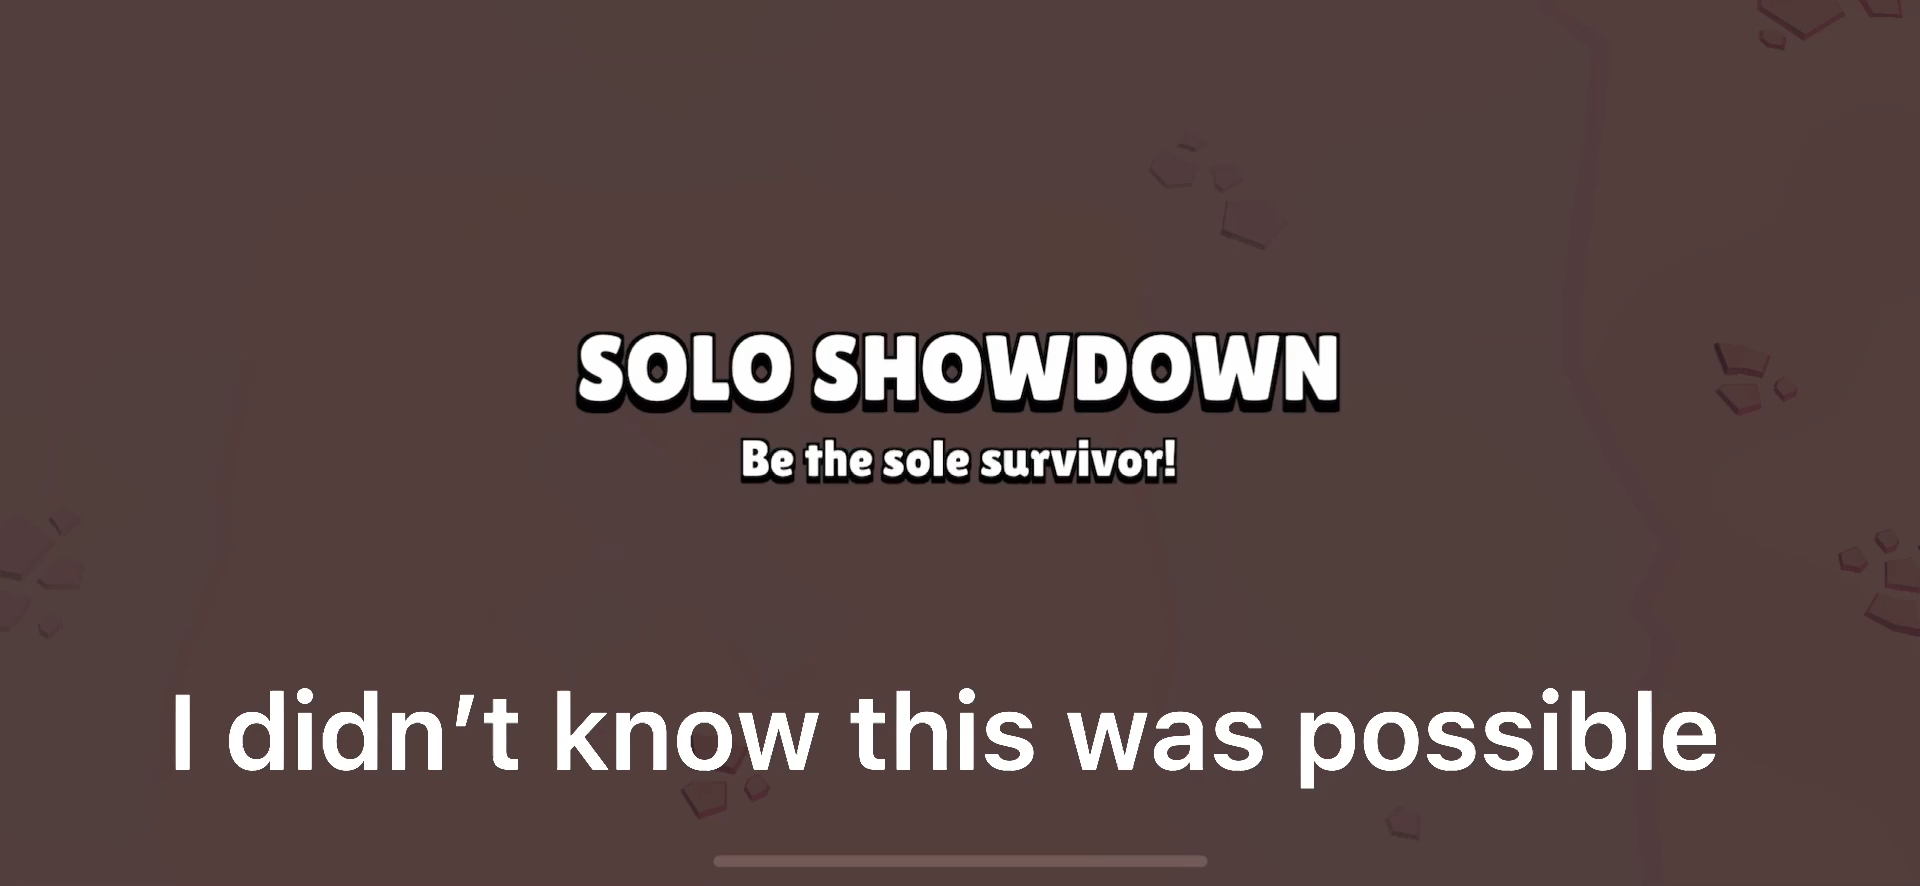 SOLO SHOWDOWN
Be the sole survivor!
I didn’t know this was possible